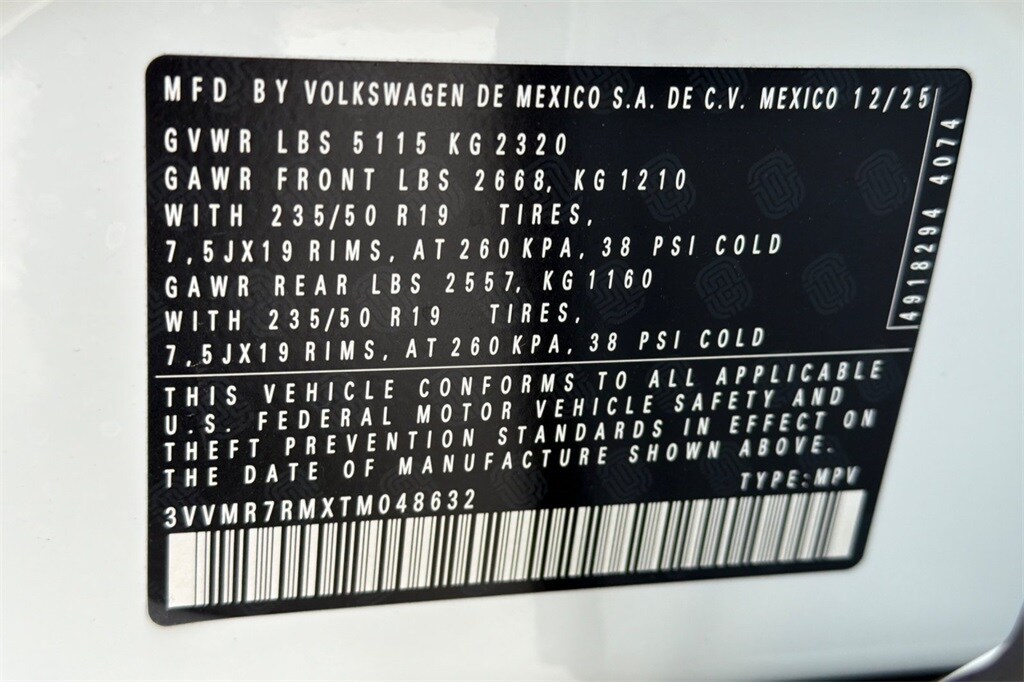 MFD BY VOLKSWAGEN DE MEXICO S.A. DE C.V. MEXICO 12/25
GVWR LBS 5115 KG 2320
GAWR FRONT LBS 2668, KG 1210
WITH 235/50 R19 TIRES,
7,5JX19 RIMS, AT 260 KPA, 38 PSI COLD
GAWR REAR LBS 2557, KG 1160
WITH 235/50 R19 TIRES,
7,5JX19 RIMS, AT 260 KPA, 38 PSI COLD
4918294 4074
THIS VEHICLE CONFORMS TO ALL APPLICABLE
U.S. FEDERAL MOTOR VEHICLE SAFETY AND
THEFT PREVENTION STANDARDS IN EFFECT ON
THE DATE OF MANUFACTURE SHOWN ABOVE.
TYPE:MPV
3VVMR7RMXTM048632